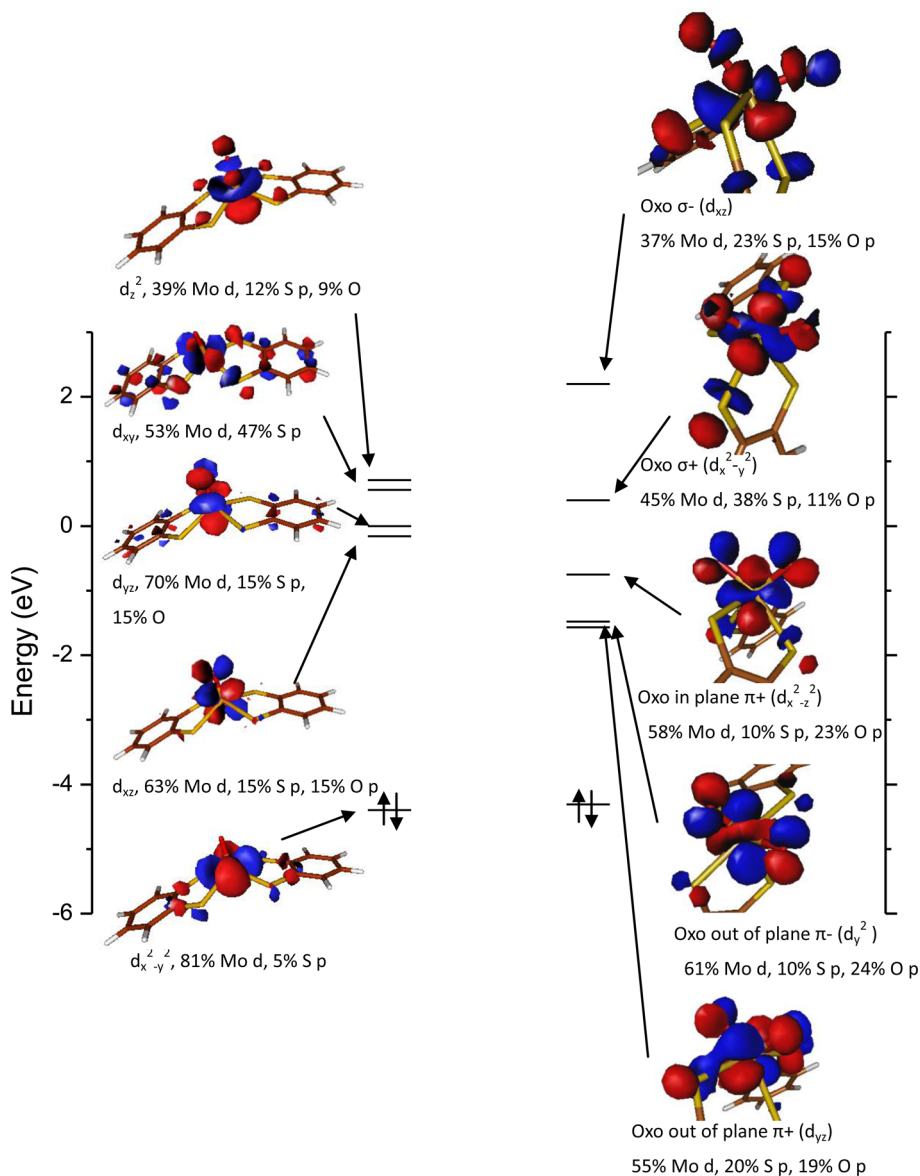 Oxo σ- (dxz)
37% Mo d, 23% S p, 15% O p
dz2, 39% Mo d, 12% S p, 9% O
dxy, 53% Mo d, 47% S p
Oxo σ+ (dx2-y2)
45% Mo d, 38% S p, 11% O p
dyz, 70% Mo d, 15% S p,
15% O
Oxo in plane π+ (dx2-z2)
58% Mo d, 10% S p, 23% O p
dxz, 63% Mo d, 15% S p, 15% O p
Oxo out of plane π- (dy2 )
61% Mo d, 10% S p, 24% O p
dx2-y2, 81% Mo d, 5% S p
Oxo out of plane π+ (dyz)
55% Mo d, 20% S p, 19% O p
Energy (eV)
2
0
-2
-4
-6